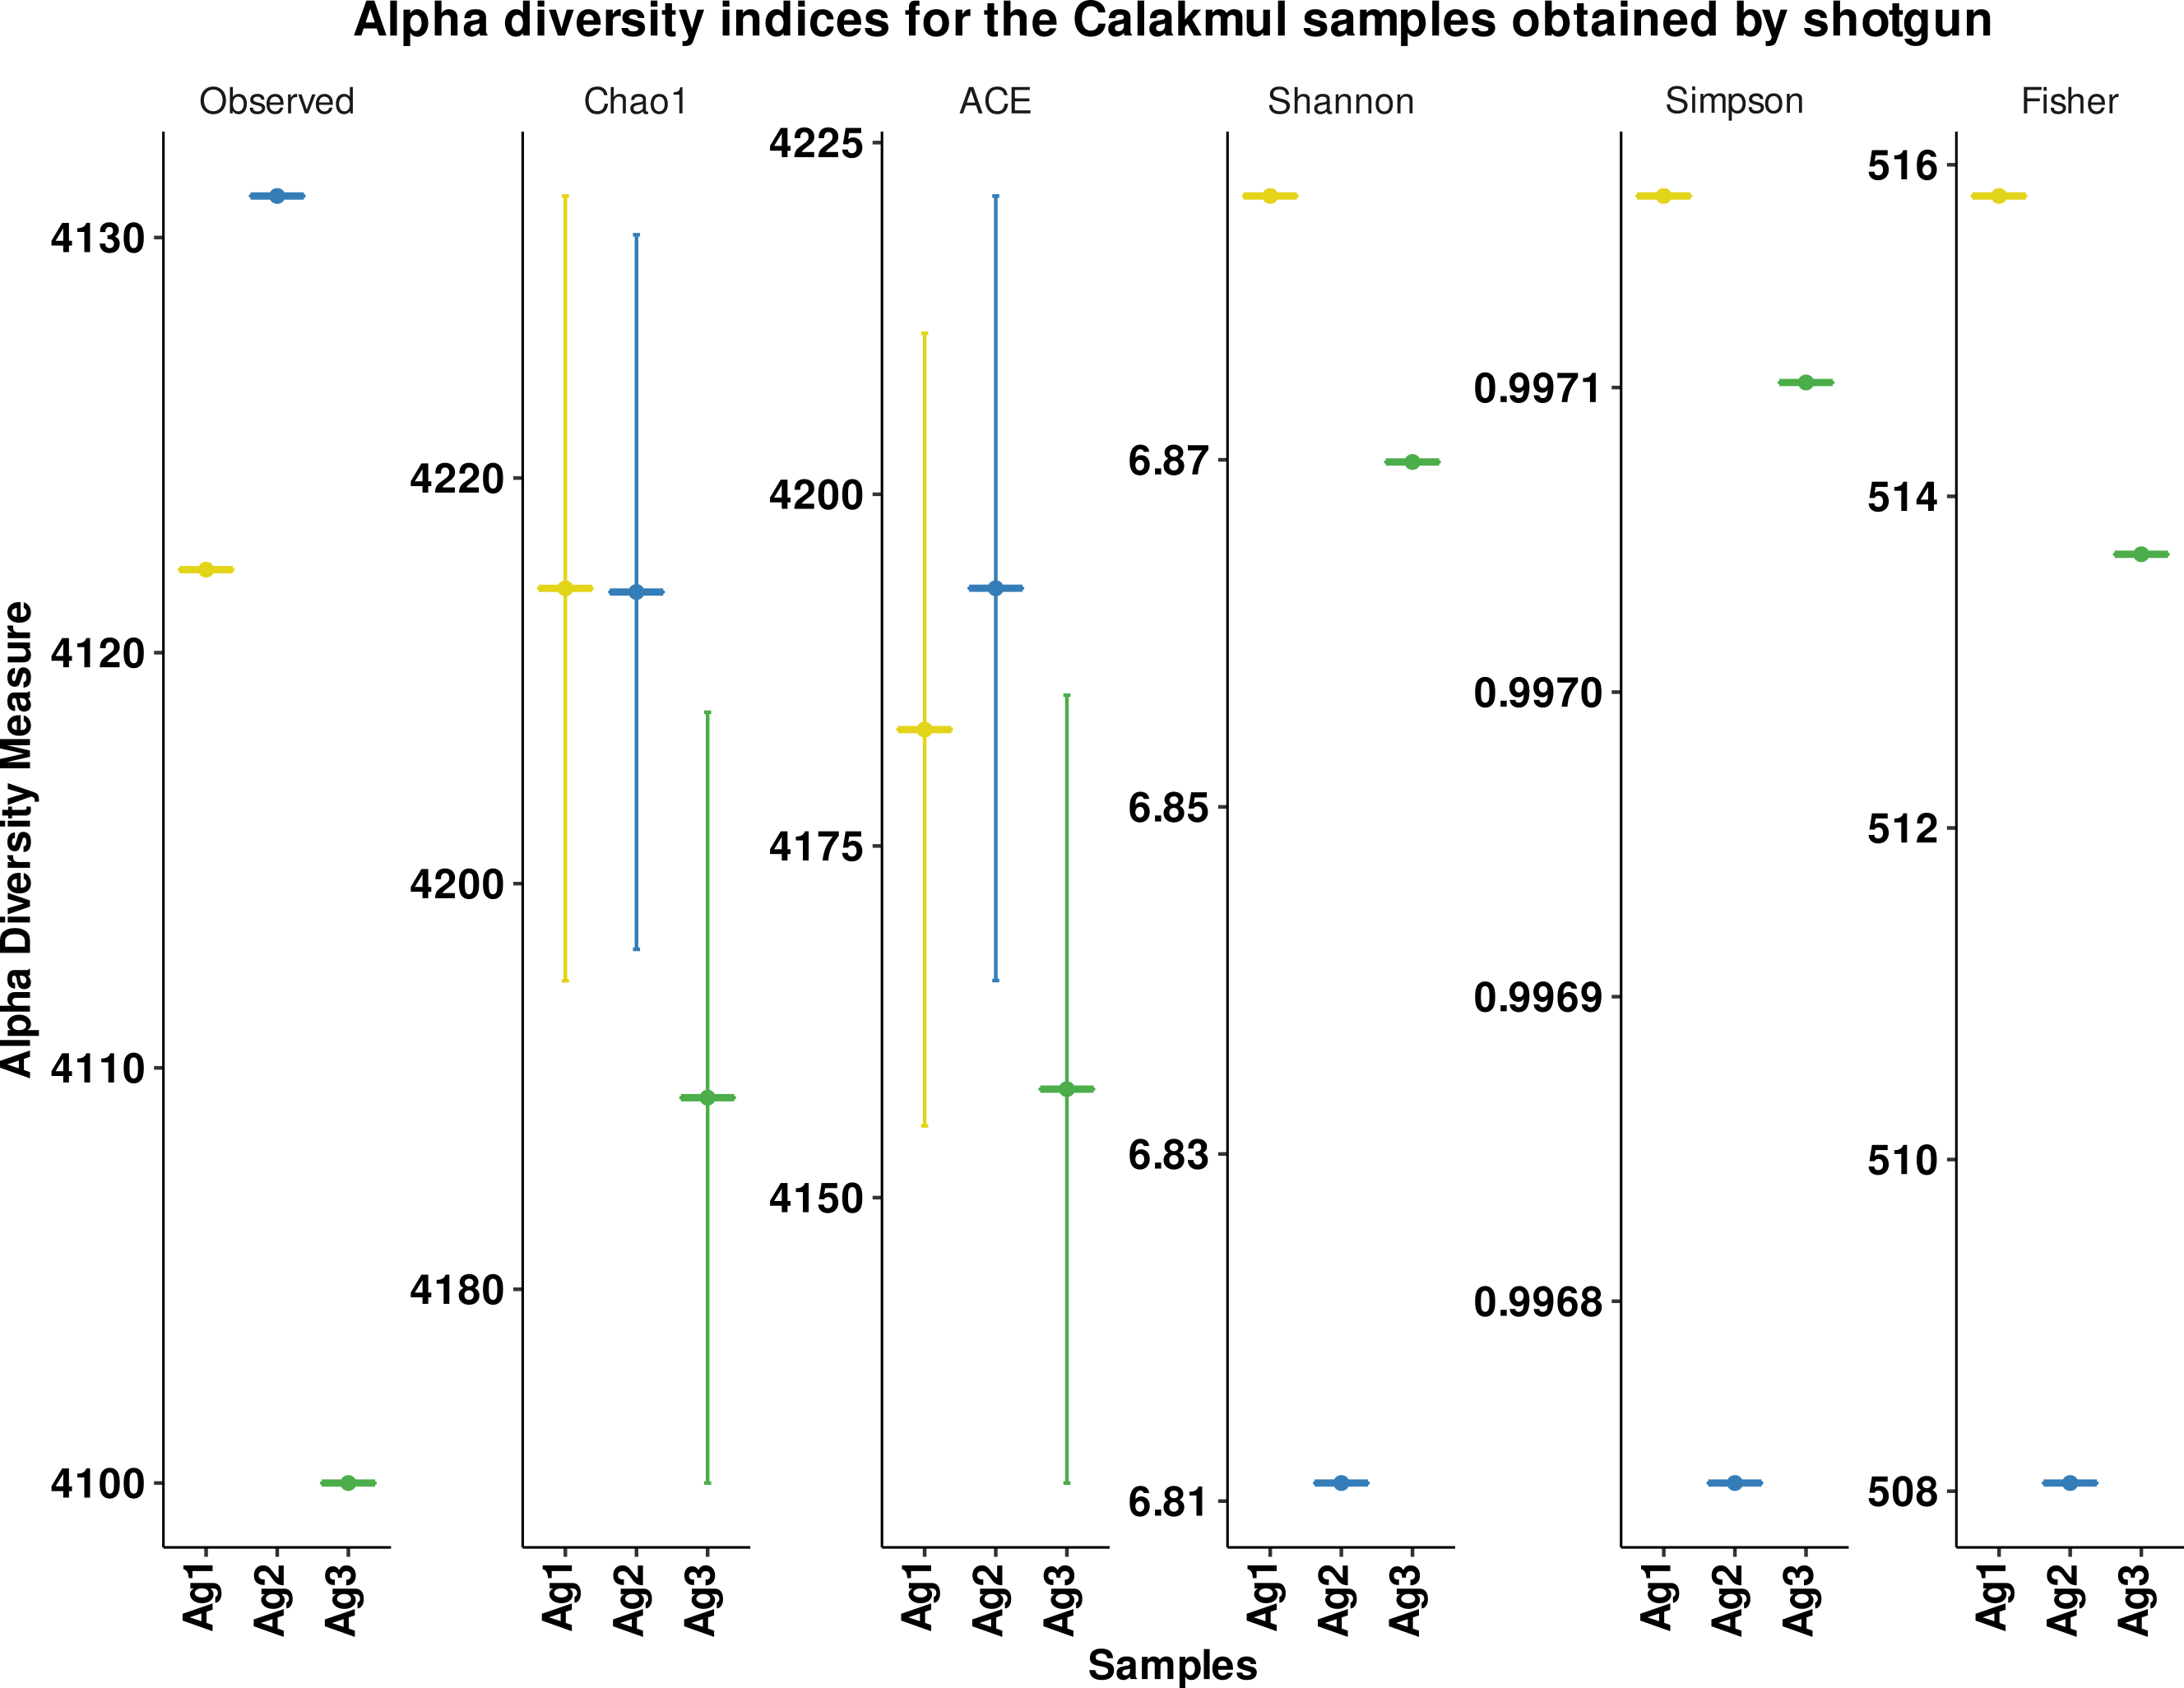 Alpha diversity indices for the Calakmul samples obtained by shotgun
Observed
Chao1
ACE
Shannon
Simpson
Fisher
Alpha Diversity Measure
4130
4120
4110
4100
4220
4200
4180
4225
4200
4175
4150
6.87
6.85
6.83
6.81
0.9971
0.9970
0.9969
0.9968
516
514
512
510
508
Ag1
Ag2
Ag3
Ag1
Ag2
Ag3
Ag1
Ag2
Ag3
Ag1
Ag2
Ag3
Ag1
Ag2
Ag3
Ag1
Ag2
Ag3
Samples